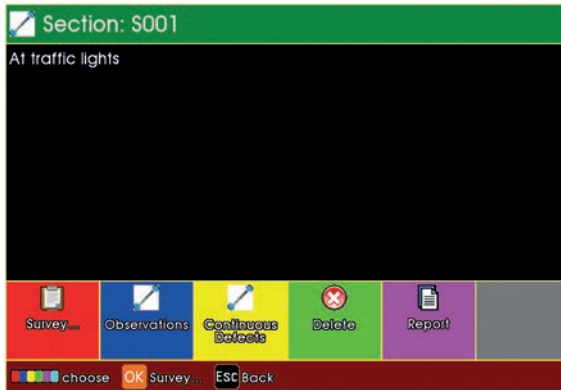 Section: S001
At traffic lights
Survey...
Observations
Continuous
Defects
Delete
Report
choose OK Survey... Esc Back